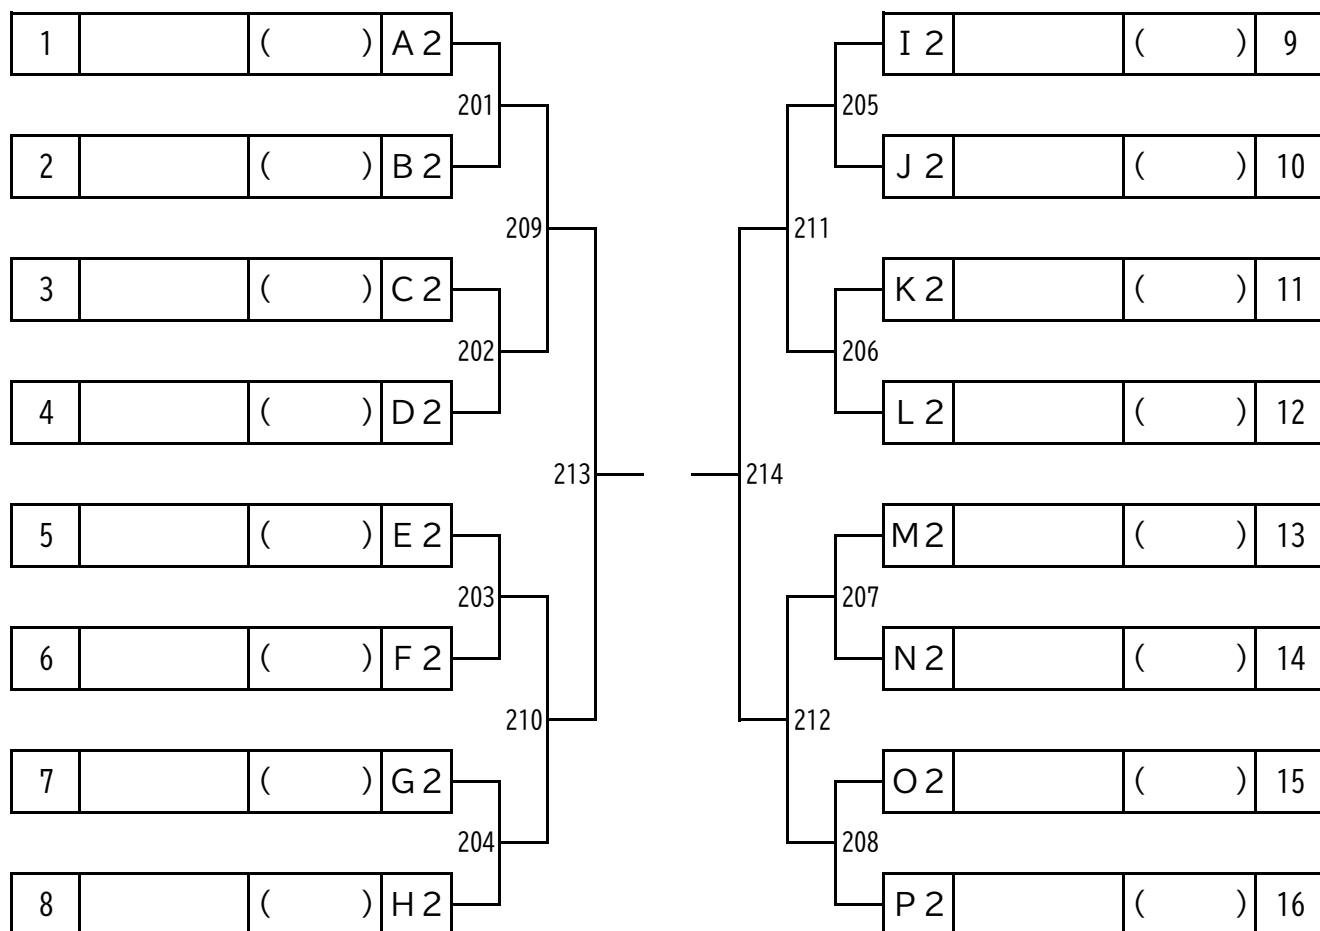 1 ( ) A2 I2 ( ) 9
201 205
2 ( ) B2 J2 ( ) 10
209 211
3 ( ) C2 K2 ( ) 11
202 206
4 ( ) D2 L2 ( ) 12
213 214
5 ( ) E2 M2 ( ) 13
203 207
6 ( ) F2 N2 ( ) 14
210 212
7 ( ) G2 O2 ( ) 15
204 208
8 ( ) H2 P2 ( ) 16